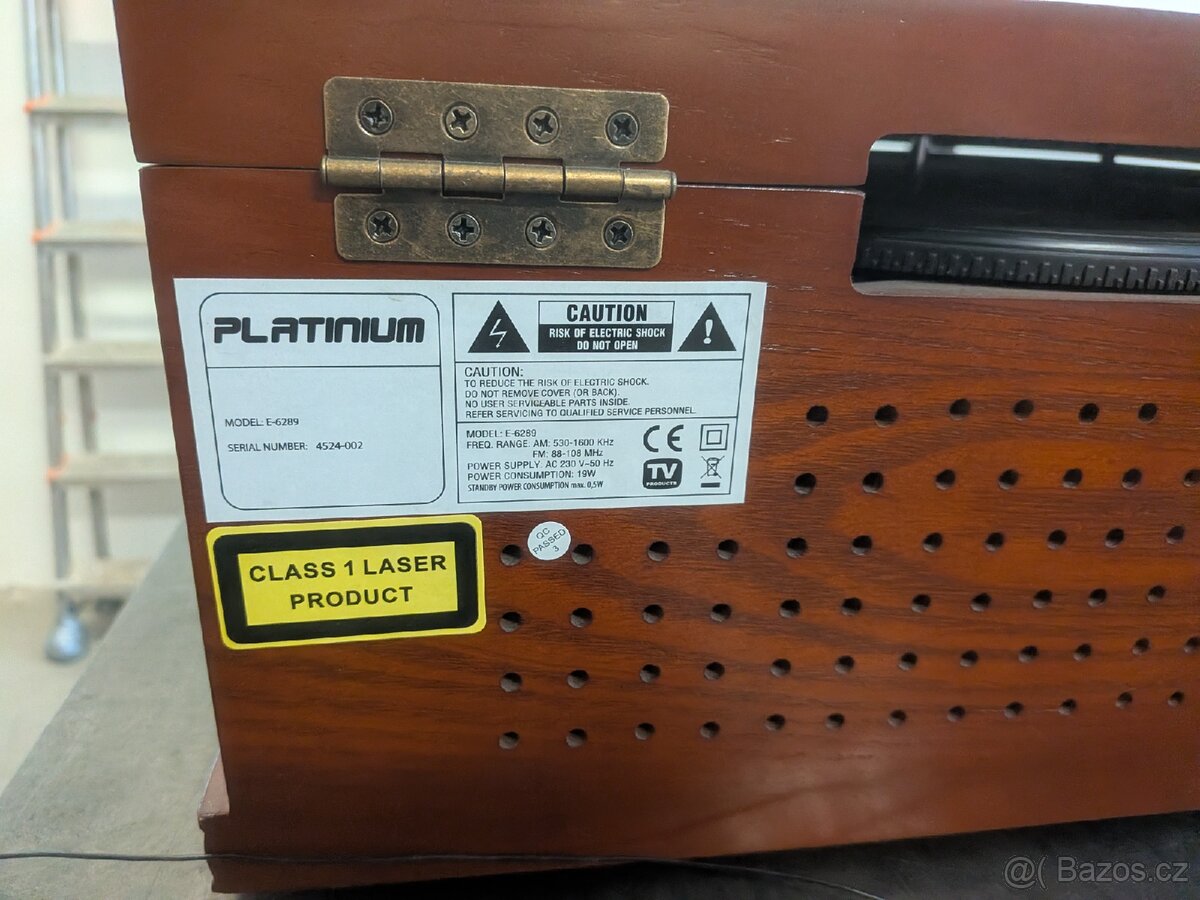 PLATINIUM
MODEL: E-6289
SERIAL NUMBER: 4524-002
CAUTION
RISK OF ELECTRIC SHOCK
DO NOT OPEN
CAUTION:
TO REDUCE THE RISK OF ELECTRIC SHOCK.
DO NOT REMOVE COVER (OR BACK).
NO USER SERVICEABLE PARTS INSIDE.
REFER SERVICING TO QUALIFIED SERVICE PERSONNEL.
MODEL: E-6289
FREQ. RANGE: AM: 530-1600 KHz
FM: 88-108 MHz
POWER SUPPLY: AC 230 V~50 Hz
POWER CONSUMPTION: 19W
STANDBY POWER CONSUMPTION max. 0,5W
CE
TV
PRODUCTS
CLASS 1 LASER
PRODUCT
QC
PASSED
3
@( Bazos.cz